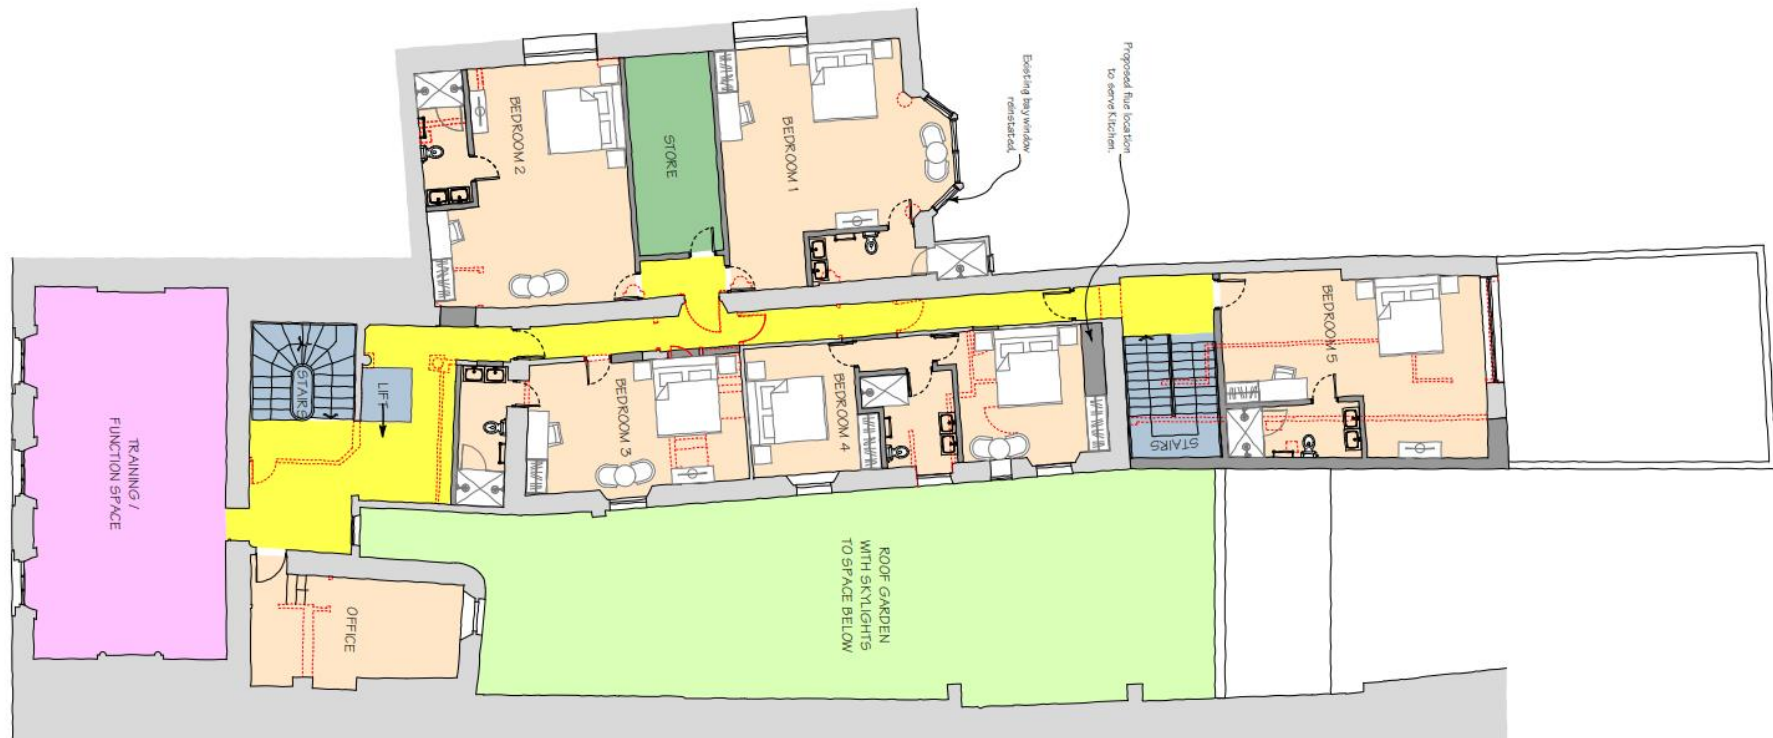 Proposed flue location
to serve Kitchen.
Existing bay window
reinstated.
BEDROOM 2
STORE
BEDROOM 1
BEDROOM 5
STAIRS
LIFT
BEDROOM 3
BEDROOM 4
STAIRS
TRAINING /
FUNCTION SPACE
OFFICE
ROOF GARDEN
WITH SKYLIGHTS
TO SPACE BELOW